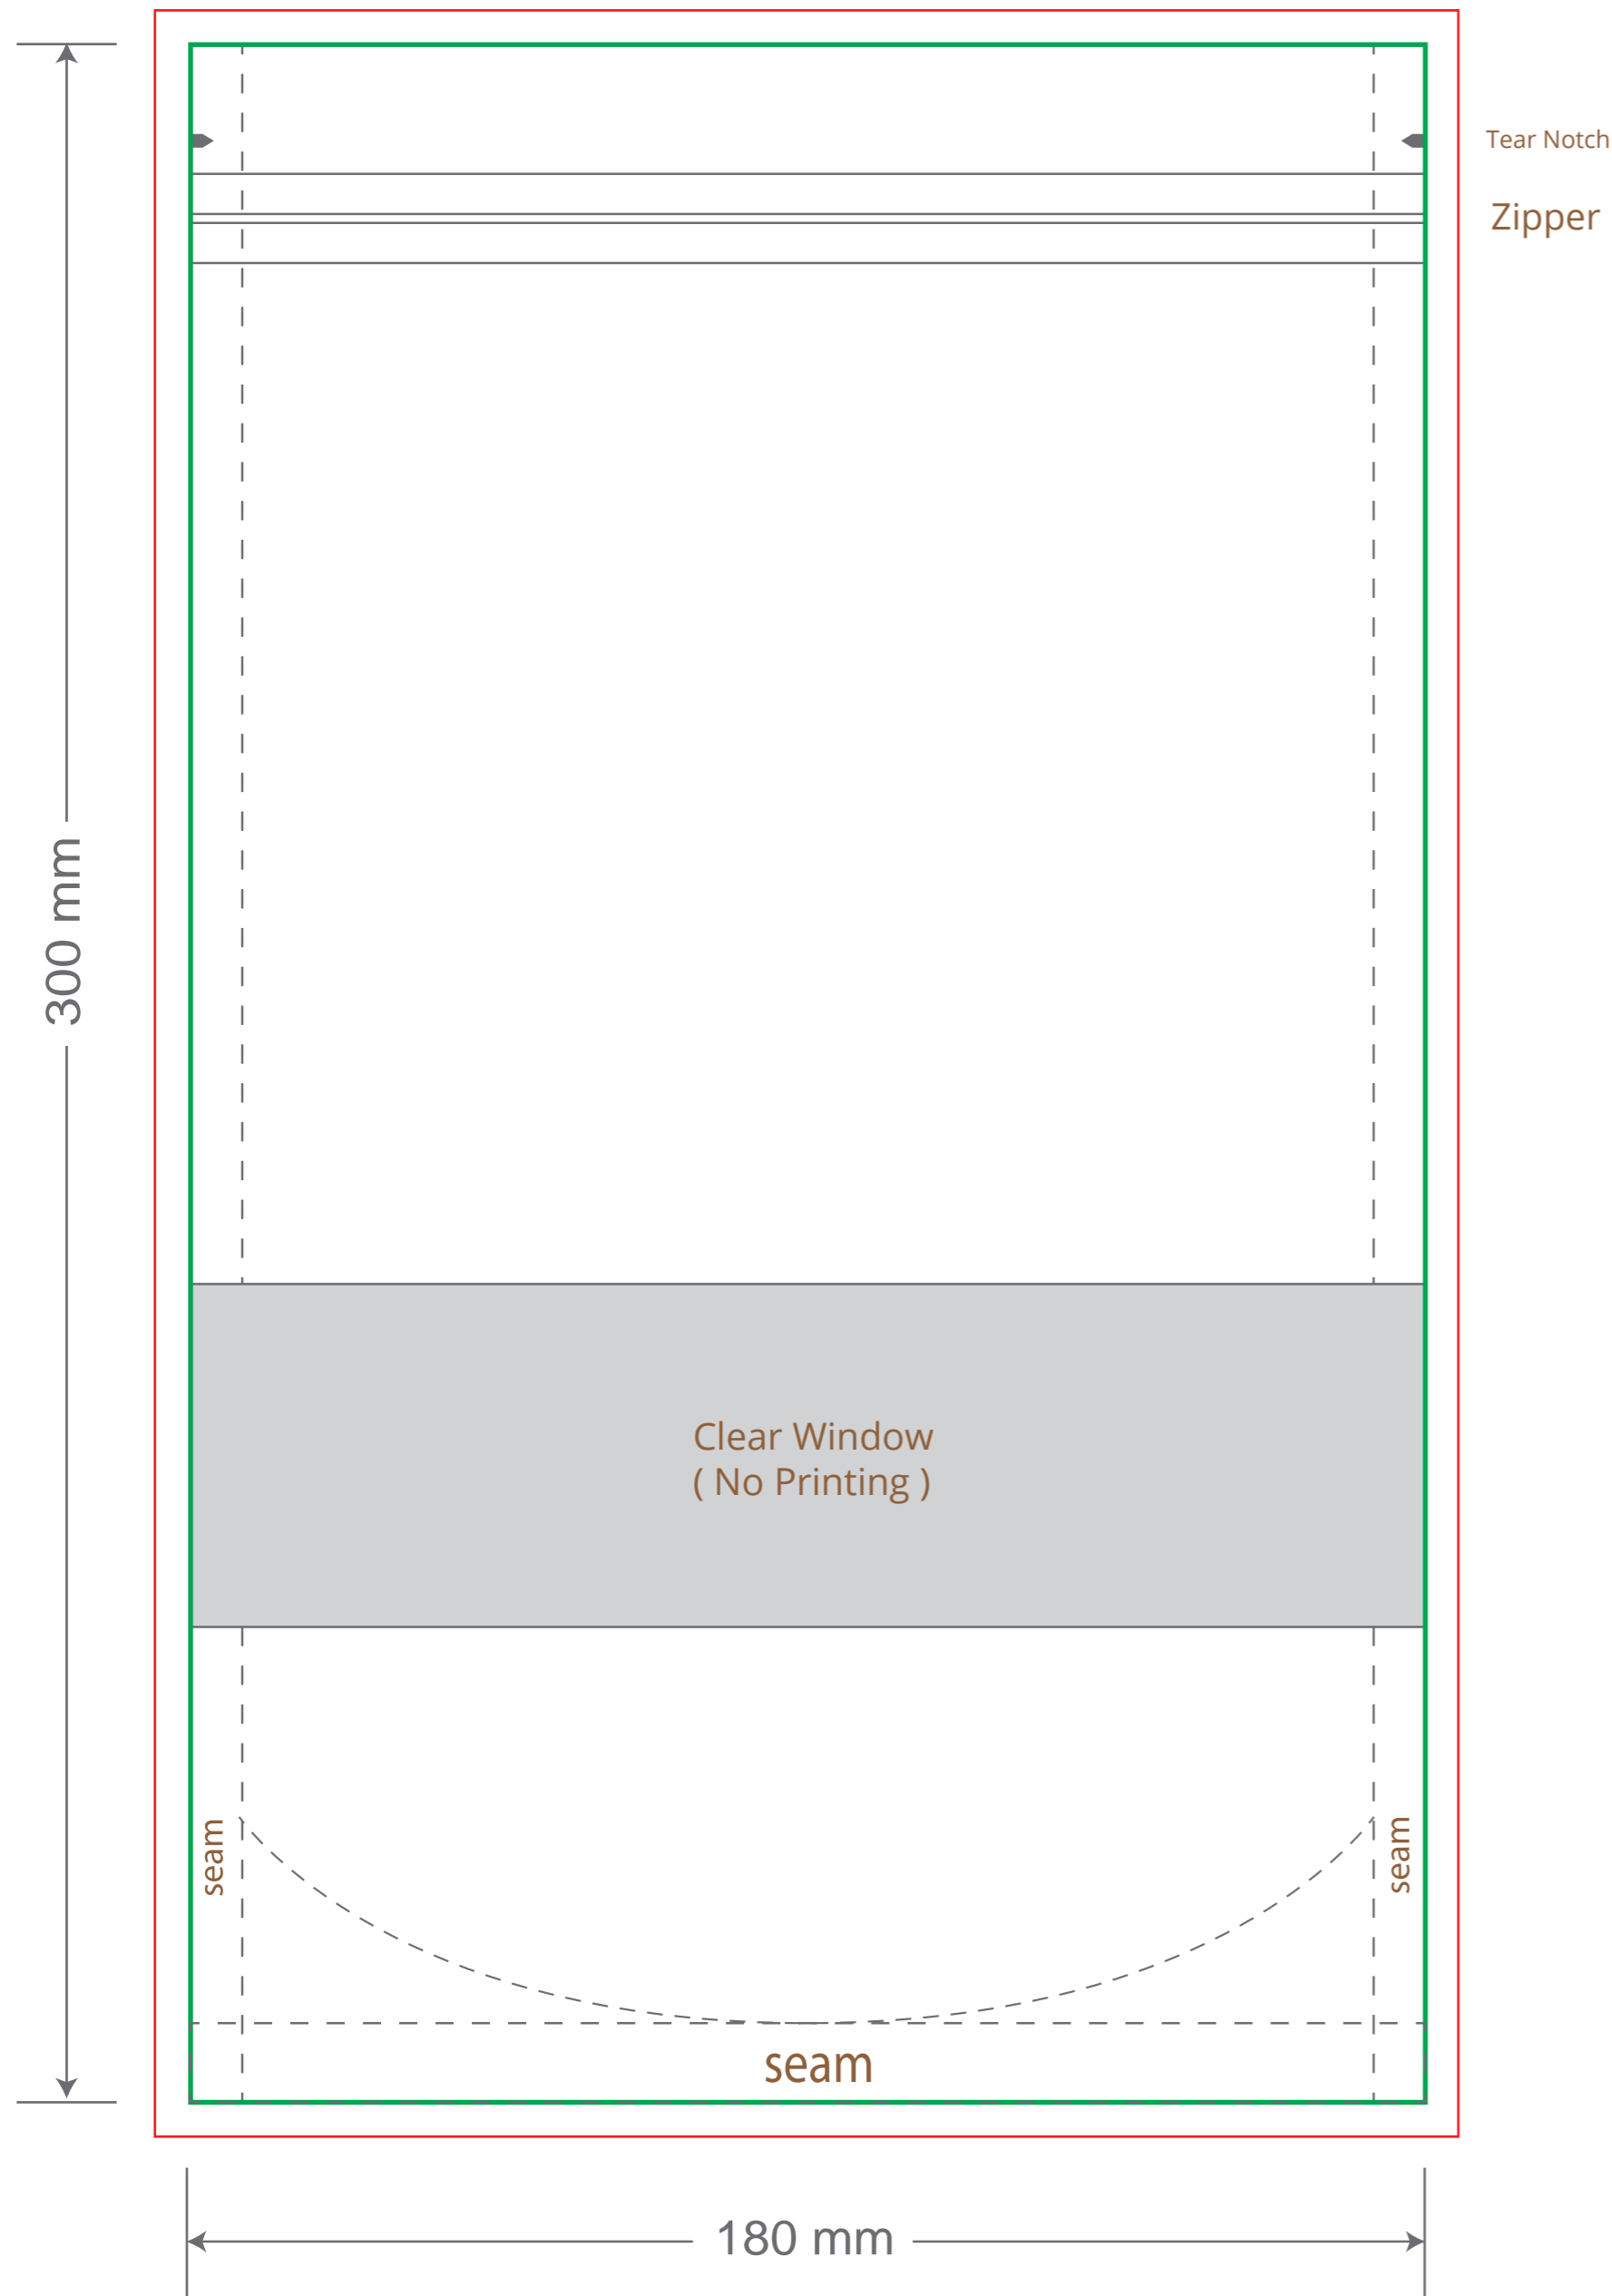 Tear Notch
Zipper
300 mm
Clear Window
( No Printing )
seam
seam
seam
180 mm